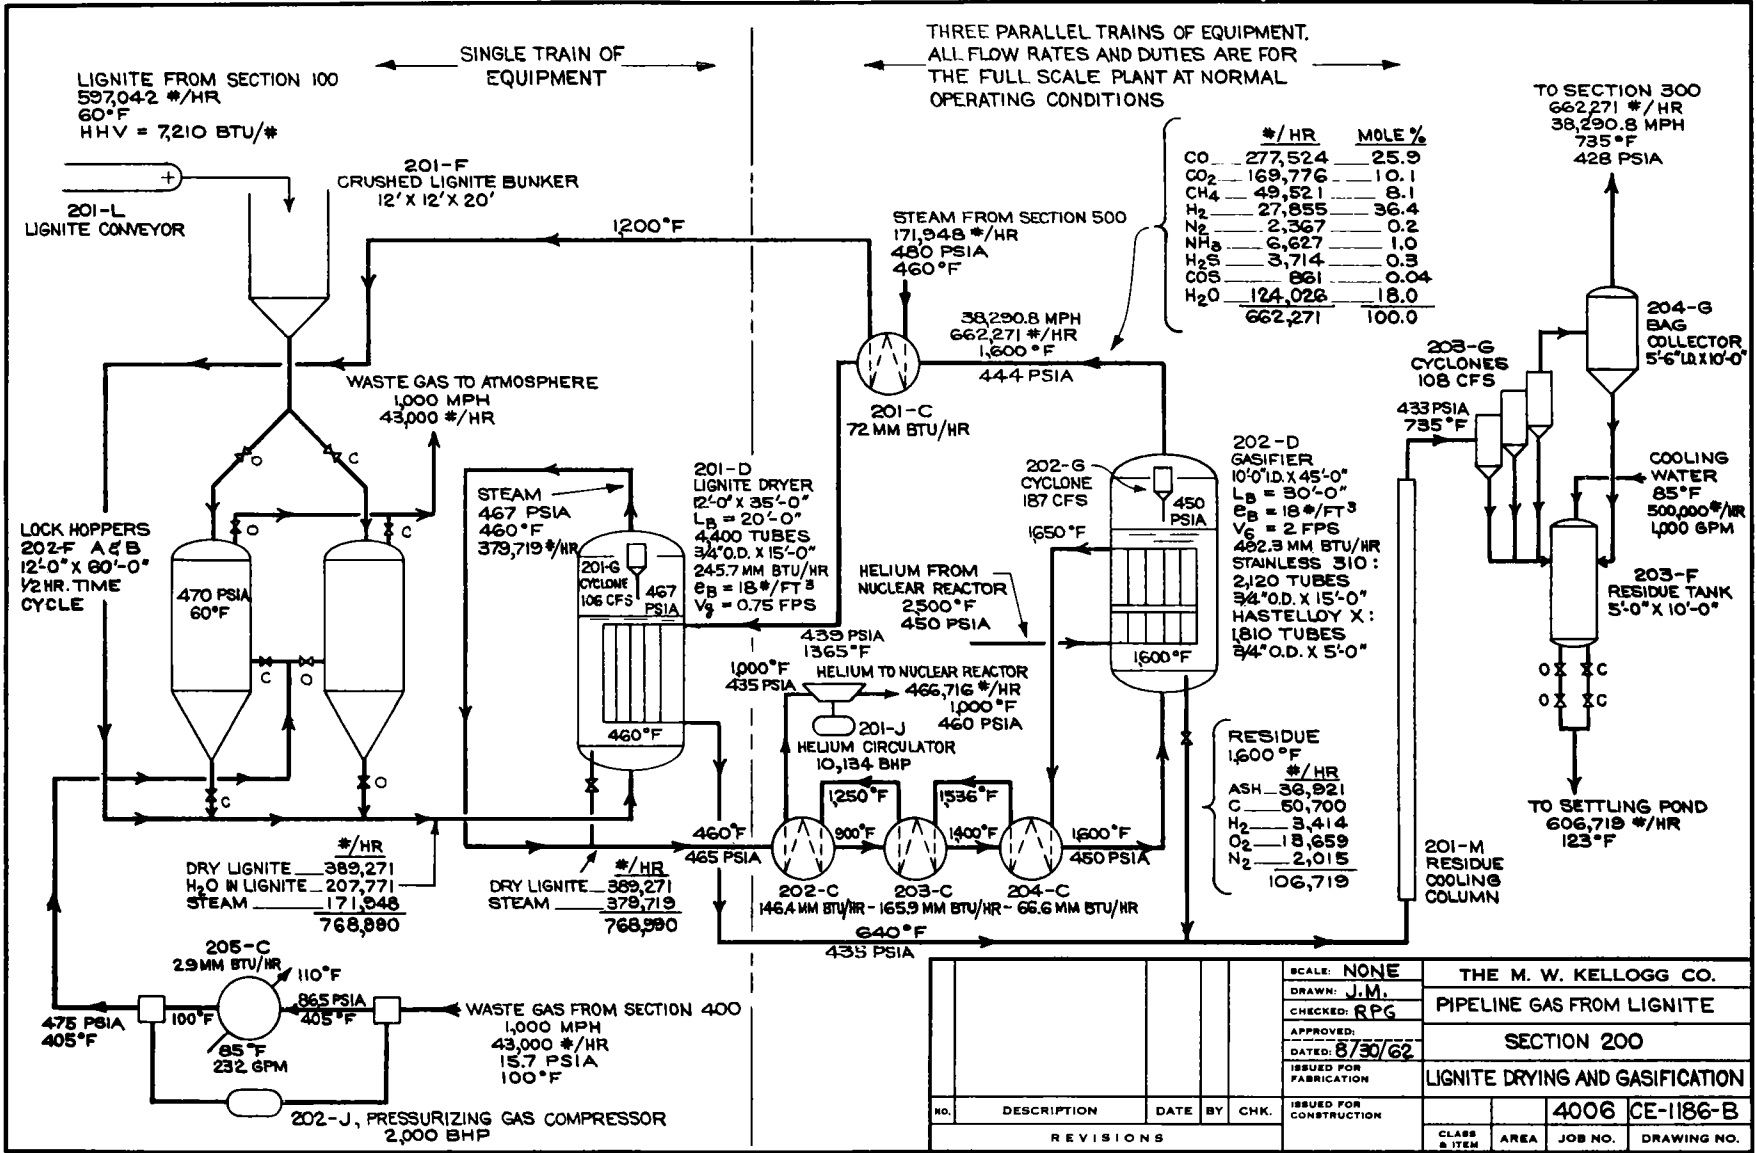 SINGLE TRAIN OF
EQUIPMENT
THREE PARALLEL TRAINS OF EQUIPMENT.
ALL FLOW RATES AND DUTIES ARE FOR
THE FULL SCALE PLANT AT NORMAL
OPERATING CONDITIONS
LIGNITE FROM SECTION 100
597,042 #/HR
60°F
HHV = 7,210 BTU/#
201-L
LIGNITE CONVEYOR
201-F
CRUSHED LIGNITE BUNKER
12' X 12' X 20'
1,200°F
WASTE GAS TO ATMOSPHERE
1,000 MPH
43,000 #/HR
O
C
O
C
LOCK HOPPERS
202-F A & B
12'-0" X 60'-0"
1/2 HR. TIME
CYCLE
470 PSIA
60°F
C
O
C
O
STEAM
467 PSIA
460°F
379,719 #/HR
201-D
LIGNITE DRYER
12'-0" X 35'-0"
LB = 20'-0"
4,400 TUBES
3/4" O.D. X 15'-0"
245.7 MM BTU/HR
eB = 18 #/FT³
Vg = 0.75 FPS
201-G
CYCLONE
106 CFS
467
PSIA
460°F
#/HR
DRY LIGNITE 389,271
H2O IN LIGNITE 207,771
STEAM 171,948
768,990
#/HR
DRY LIGNITE 389,271
STEAM 379,719
768,990
205-C
2.9 MM BTU/HR
110°F
86.5 PSIA
405°F
100°F
85°F
232 GPM
475 PSIA
405°F
WASTE GAS FROM SECTION 400
1,000 MPH
43,000 #/HR
15.7 PSIA
100°F
202-J, PRESSURIZING GAS COMPRESSOR
2,000 BHP
STEAM FROM SECTION 500
171,948 #/HR
480 PSIA
460°F
38,290.8 MPH
662,271 #/HR
1,600°F
444 PSIA
201-C
72 MM BTU/HR
#/HR MOLE %
CO 277,524 25.9
CO2 169,776 10.1
CH4 49,521 8.1
H2 27,855 36.4
N2 2,367 0.2
NH3 6,627 1.0
H2S 3,714 0.3
COS 861 0.04
H2O 124,026 18.0
662,271 100.0
439 PSIA
1365°F
202-G
CYCLONE
187 CFS
450
PSIA
1,650°F
HELIUM FROM
NUCLEAR REACTOR
2,500°F
450 PSIA
1,600°F
202-D
GASIFIER
10'-0" I.D. X 45'-0"
LB = 30'-0"
eB = 18 #/FT³
VG = 2 FPS
482.3 MM BTU/HR
STAINLESS 310:
2,120 TUBES
3/4" O.D. X 15'-0"
HASTELLOY X:
1,810 TUBES
3/4" O.D. X 5'-0"
1,000°F
435 PSIA
HELIUM TO NUCLEAR REACTOR
466,716 #/HR
1,000°F
460 PSIA
201-J
HELIUM CIRCULATOR
10,134 BHP
1,250°F
1,536°F
460°F
465 PSIA
900°F
1,400°F
1,600°F
450 PSIA
202-C 203-C 204-C
146.4 MM BTU/HR - 165.9 MM BTU/HR - 66.6 MM BTU/HR
640°F
435 PSIA
RESIDUE
1,600°F
#/HR
ASH 36,921
C 50,700
H2 3,414
O2 18,659
N2 2,015
106,719
201-M
RESIDUE
COOLING
COLUMN
433 PSIA
735°F
203-G
CYCLONES
108 CFS
TO SECTION 300
662,271 #/HR
38,290.8 MPH
735°F
428 PSIA
204-G
BAG
COLLECTOR
5'-6" I.D. X 10'-0"
COOLING
WATER
85°F
500,000 #/HR
1,000 GPM
203-F
RESIDUE TANK
5'-0" X 10'-0"
O C
O C
TO SETTLING POND
606,719 #/HR
123°F
SCALE: NONE
DRAWN: J.M.
CHECKED: RPG
APPROVED:
DATED: 8/30/62
ISSUED FOR
FABRICATION
ISSUED FOR
CONSTRUCTION
THE M. W. KELLOGG CO.
PIPELINE GAS FROM LIGNITE
SECTION 200
LIGNITE DRYING AND GASIFICATION
4006 CE-1186-B
CLASS & ITEM AREA JOB NO. DRAWING NO.
NO. DESCRIPTION DATE BY CHK.
REVISIONS